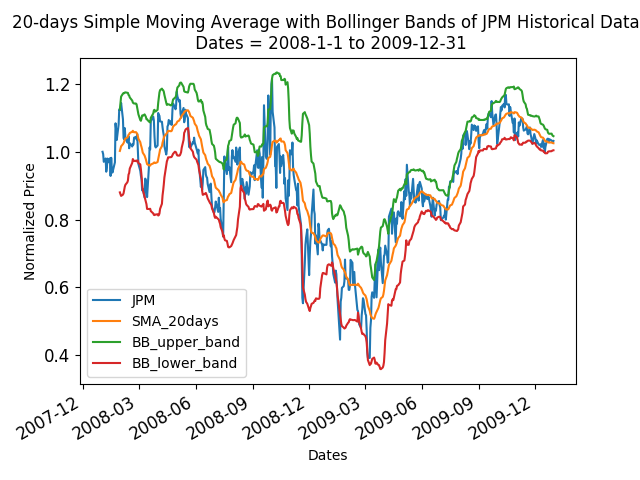 20-days Simple Moving Average with Bollinger Bands of JPM Historical Data
Dates = 2008-1-1 to 2009-12-31
Normalized Price
1.2
1.0
0.8
0.6
0.4
JPM
SMA_20days
BB_upper_band
BB_lower_band
2007-12
2008-03
2008-06
2008-09
2008-12
2009-03
2009-06
2009-09
2009-12
Dates